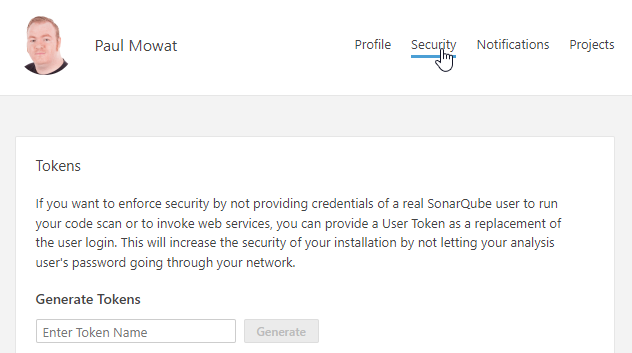 Paul Mowat
Profile Security Notifications Projects
Tokens
If you want to enforce security by not providing credentials of a real SonarQube user to run
your code scan or to invoke web services, you can provide a User Token as a replacement of
the user login. This will increase the security of your installation by not letting your analysis
user's password going through your network.
Generate Tokens
Enter Token Name Generate